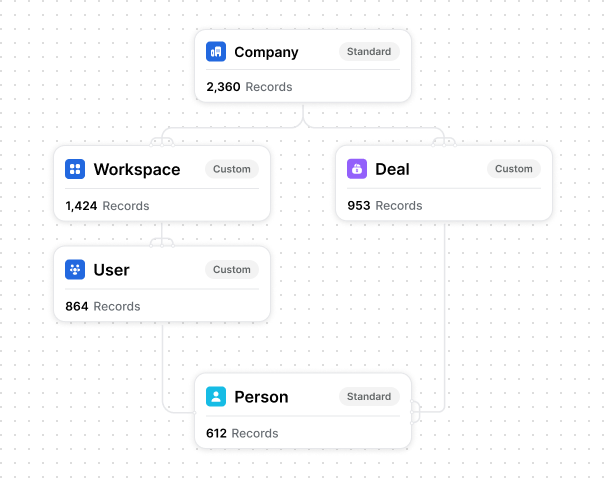 Company Standard
2,360 Records
Workspace Custom
1,424 Records
Deal Custom
953 Records
User Custom
864 Records
Person Standard
612 Records